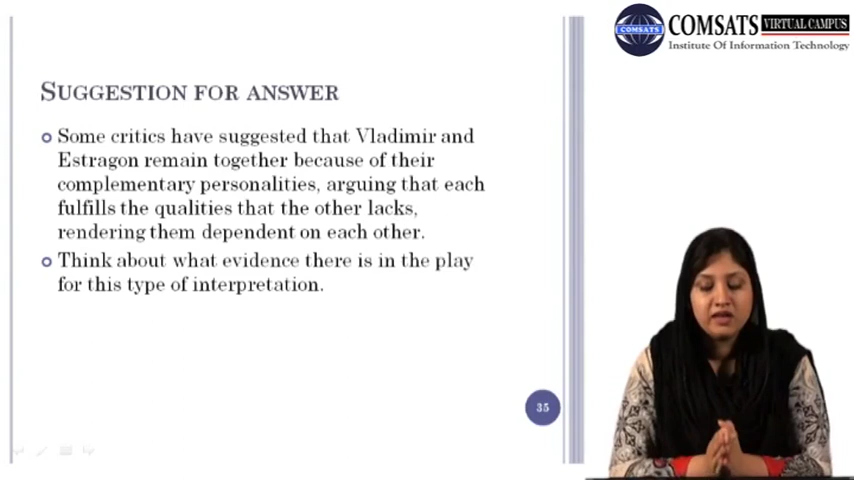 COMSATS
COMSATS VIRTUAL CAMPUS
Institute Of Information Technology
SUGGESTION FOR ANSWER
Some critics have suggested that Vladimir and
Estragon remain together because of their
complementary personalities, arguing that each
fulfills the qualities that the other lacks,
rendering them dependent on each other.
Think about what evidence there is in the play
for this type of interpretation.
35